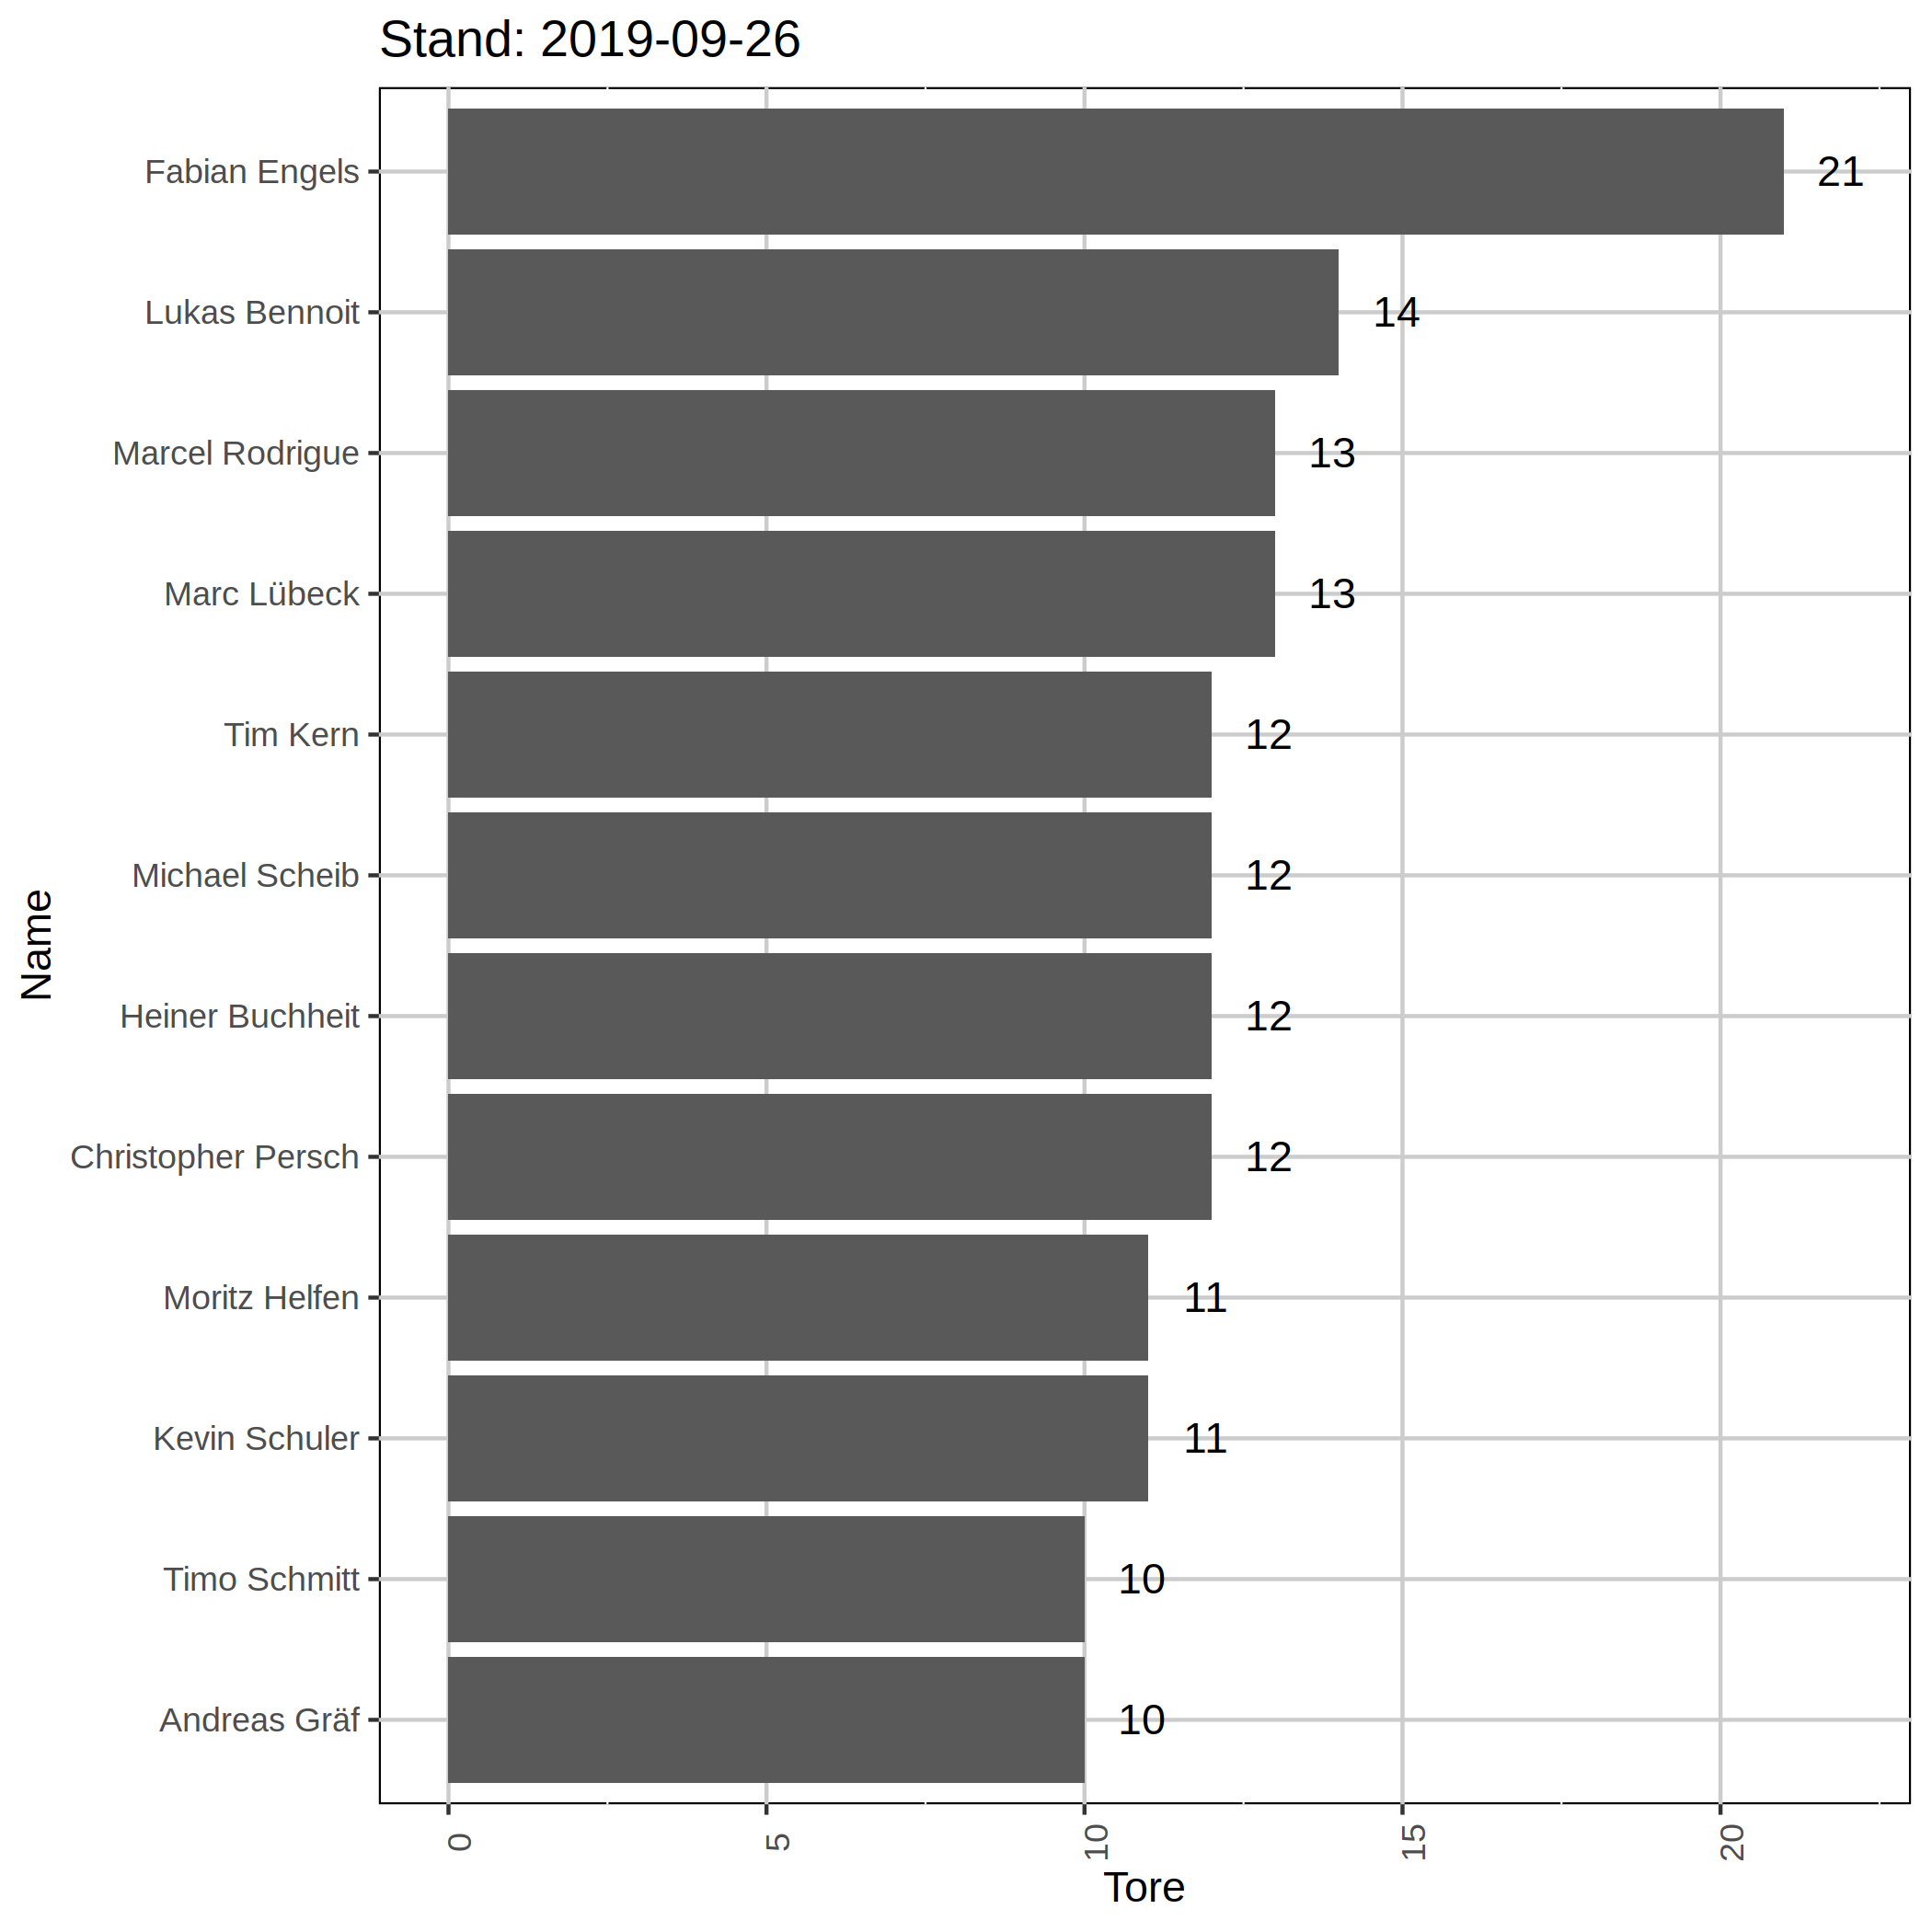 Stand: 2019-09-26
Name
Fabian Engels 21
Lukas Bennoit 14
Marcel Rodrigue 13
Marc Lübeck 13
Tim Kern 12
Michael Scheib 12
Heiner Buchheit 12
Christopher Persch 12
Moritz Helfen 11
Kevin Schuler 11
Timo Schmitt 10
Andreas Gräf 10
0 5 10 15 20
Tore